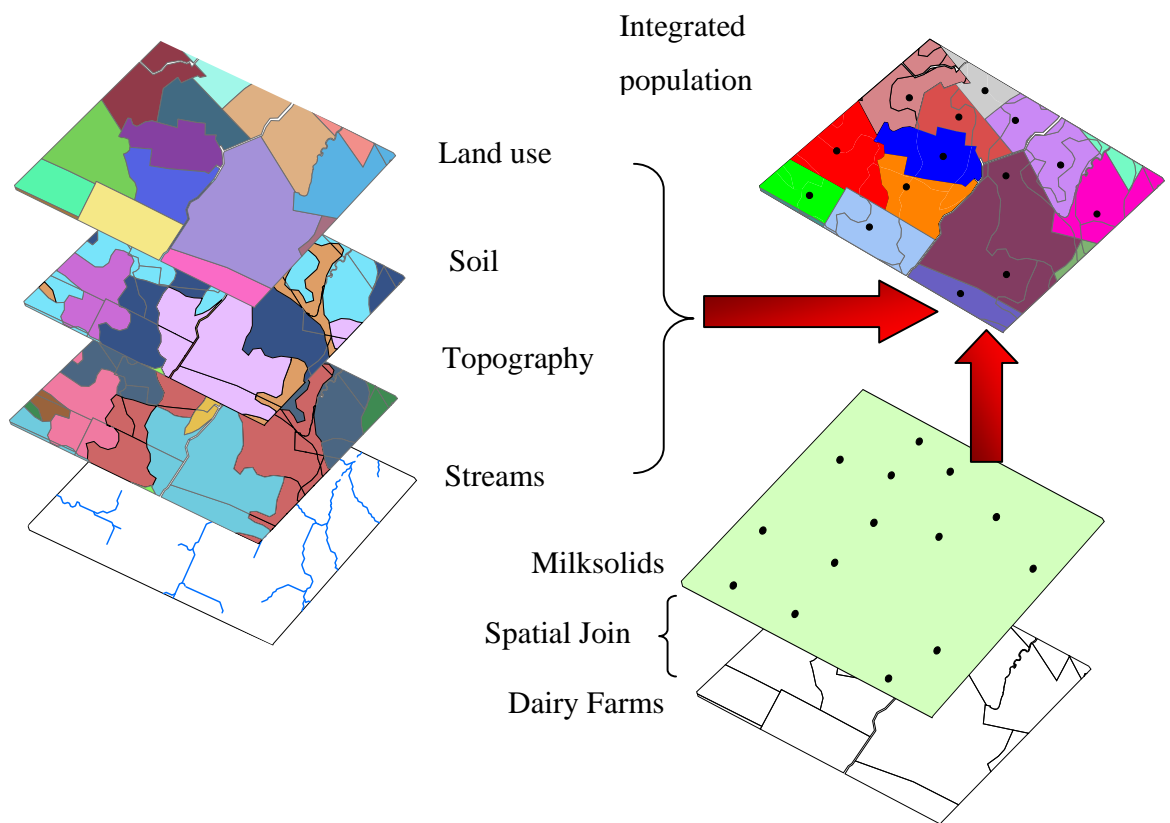 Integrated
population
Land use
Soil
Topography
Streams
Milksolids
Spatial Join
Dairy Farms